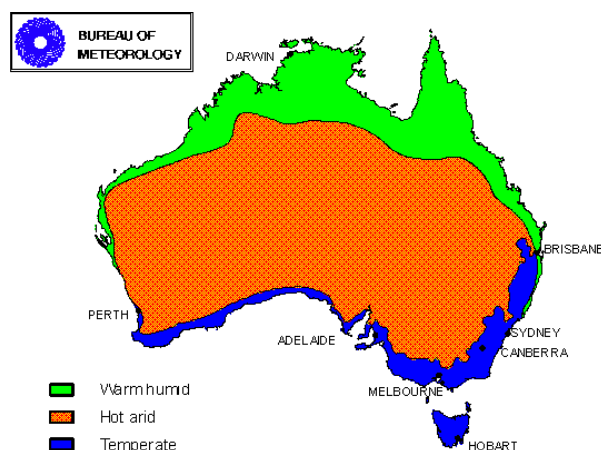 BUREAU OF
METEOROLOGY
DARWIN
BRISBANE
PERTH
SYDNEY
ADELAIDE
CANBERRA
MELBOURNE
HOBART
Warm humid
Hot arid
Temperate